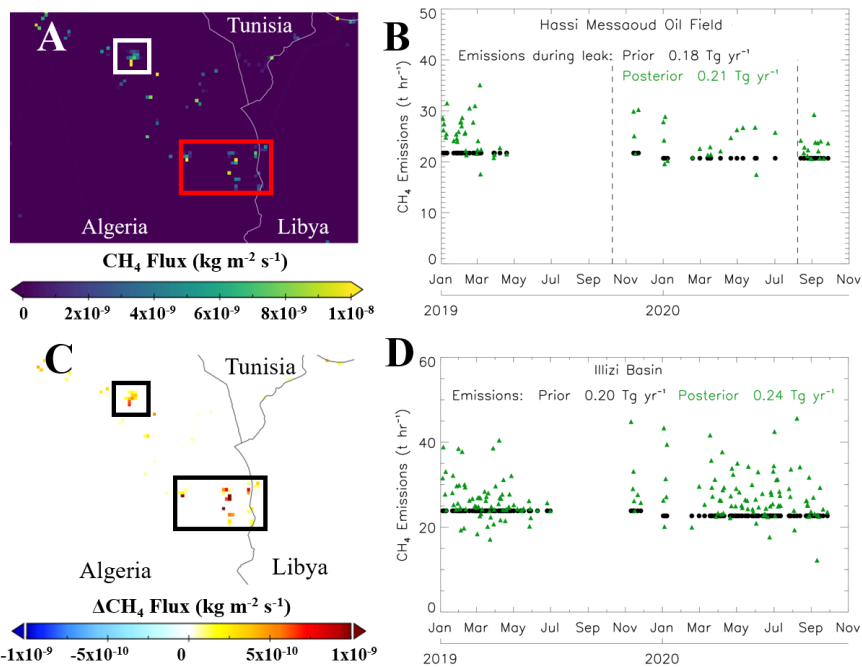 A
Tunisia
Algeria
Libya
CH₄ Flux (kg m⁻² s⁻¹)
0 2x10⁻⁹ 4x10⁻⁹ 6x10⁻⁹ 8x10⁻⁹ 1x10⁻⁸
B
Hassi Messaoud Oil Field
Emissions during leak: Prior 0.18 Tg yr⁻¹
Posterior 0.21 Tg yr⁻¹
CH₄ Emissions (t hr⁻¹)
50
40
30
20
10
0
Jan Mar May Jul Sep Nov Jan Mar May Jul Sep Nov
2019 2020
C
Tunisia
Algeria
Libya
ΔCH₄ Flux (kg m⁻² s⁻¹)
-1x10⁻⁹ -5x10⁻¹⁰ 0 5x10⁻¹⁰ 1x10⁻⁹
D
Illizi Basin
Emissions: Prior 0.20 Tg yr⁻¹ Posterior 0.24 Tg yr⁻¹
CH₄ Emissions (t hr⁻¹)
60
40
20
0
Jan Mar May Jul Sep Nov Jan Mar May Jul Sep Nov
2019 2020